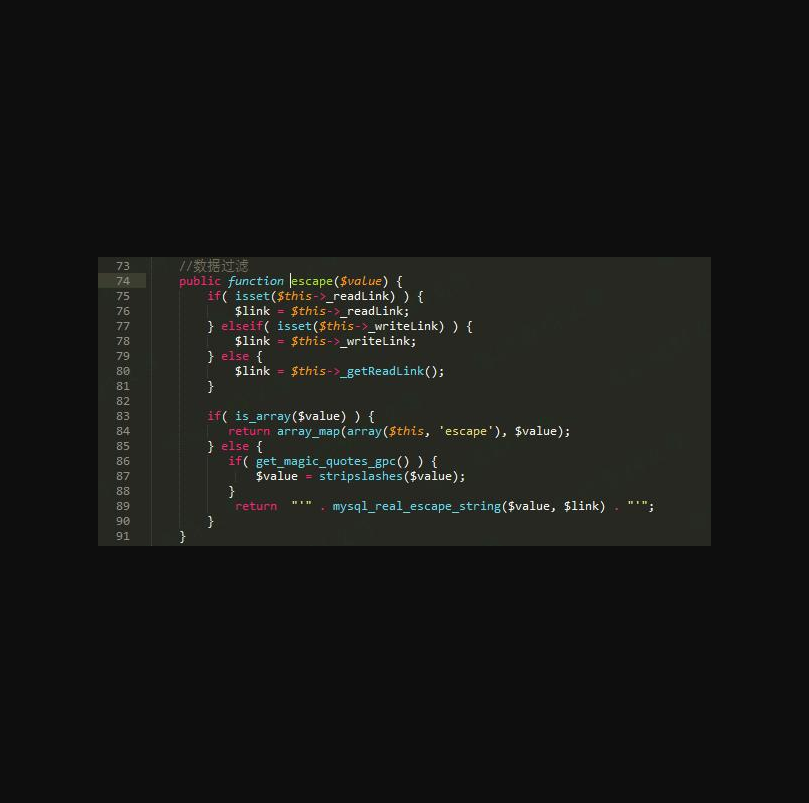 73 //数据过滤
74 public function escape($value) {
75 if( isset($this->_readLink) ) {
76 $link = $this->_readLink;
77 } elseif( isset($this->_writeLink) ) {
78 $link = $this->_writeLink;
79 } else {
80 $link = $this->_getReadLink();
81 }
82
83 if( is_array($value) ) {
84 return array_map(array($this, 'escape'), $value);
85 } else {
86 if( get_magic_quotes_gpc() ) {
87 $value = stripslashes($value);
88 }
89 return  "'" . mysql_real_escape_string($value, $link) . "'";
90 }
91 }